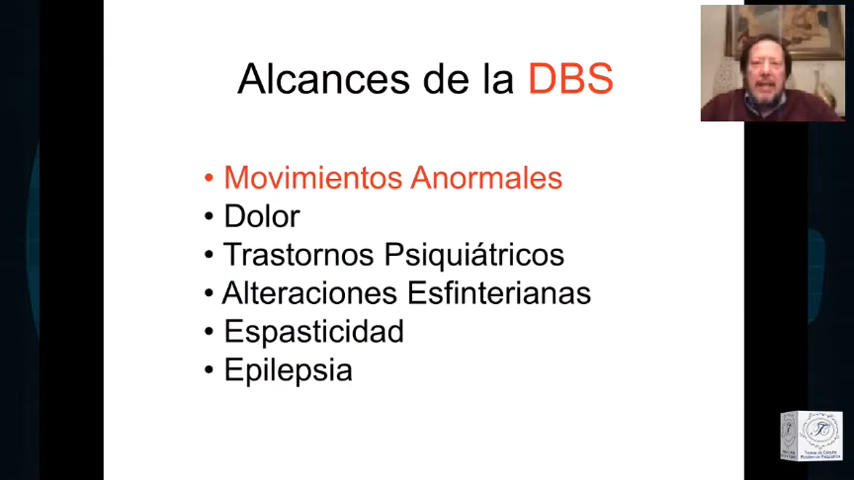 Alcances de la DBS
• Movimientos Anormales
• Dolor
• Trastornos Psiquiátricos
• Alteraciones Esfinterianas
• Espasticidad
• Epilepsia